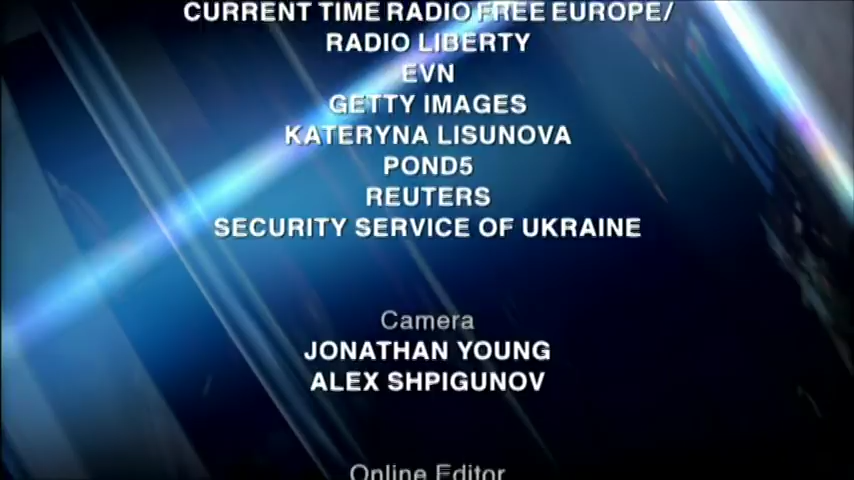 CURRENT TIME RADIO FREE EUROPE/
RADIO LIBERTY
EVN
GETTY IMAGES
KATERYNA LISUNOVA
POND5
REUTERS
SECURITY SERVICE OF UKRAINE
Camera
JONATHAN YOUNG
ALEX SHPIGUNOV
Online Editor